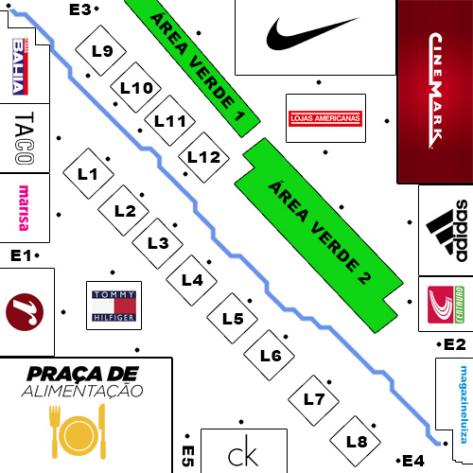 E3
CASAS
BAHIA
L9
ÁREA VERDE 1
CINEMARK
L10
LOJAS AMERICANAS
TACO
L11
L12
L1
marisa
L2
ÁREA VERDE 2
adidas
L3
E1
L4
r
TOMMY
HILFIGER
L5
E2
L6
PRAÇA DE
ALIMENTAÇÃO
magazineluiza
L7
L8
E5
ck
E4